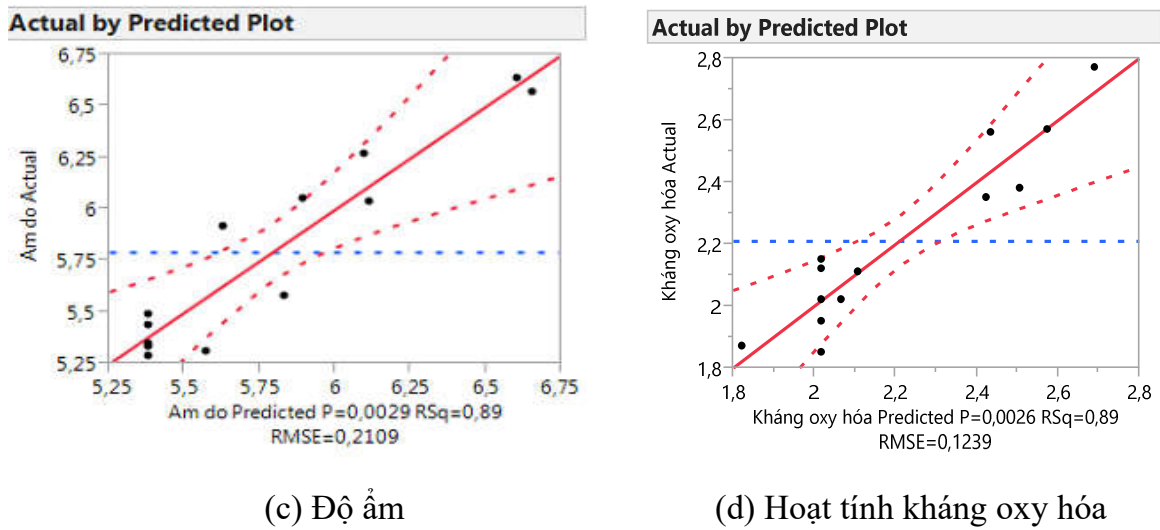 Actual by Predicted Plot
6,75
6,5
6,25
6
5,75
5,5
5,25
Am do Actual
5,25 5,5 5,75 6 6,25 6,5 6,75
Am do Predicted P=0,0029 RSq=0,89
RMSE=0,2109
(c) Độ ẩm
Actual by Predicted Plot
2,8
2,6
2,4
2,2
2
1,8
Kháng oxy hóa Actual
1,8 2 2,2 2,4 2,6 2,8
Kháng oxy hóa Predicted P=0,0026 RSq=0,89
RMSE=0,1239
(d) Hoạt tính kháng oxy hóa